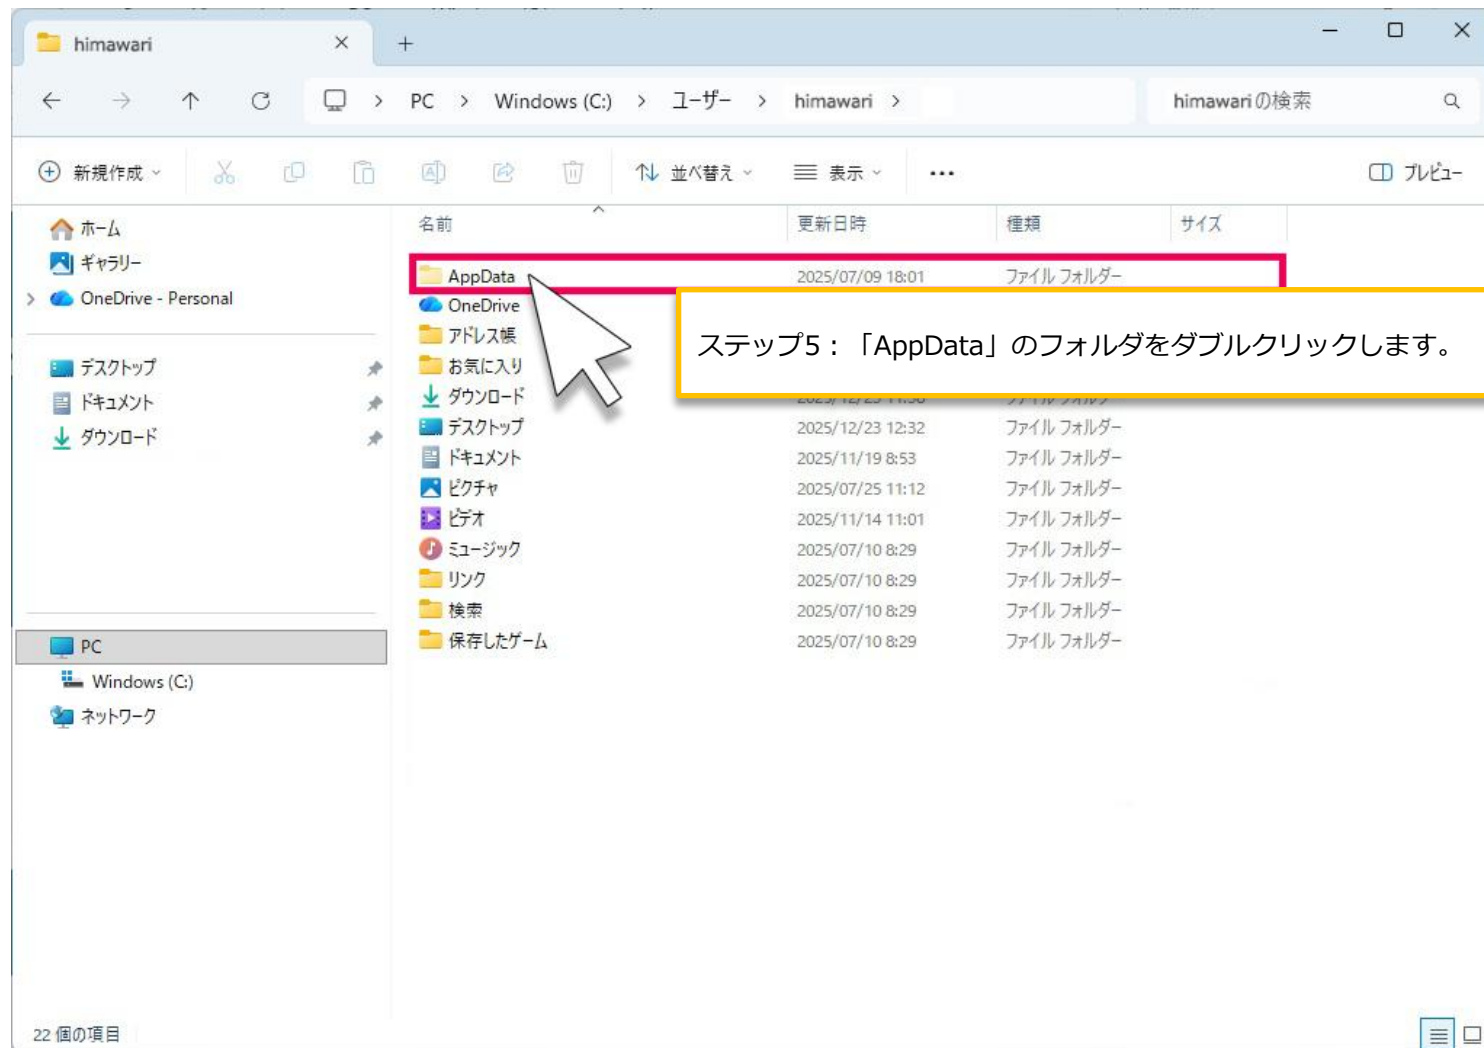 himawari
PC > Windows (C:) > ユーザー > himawari >
himawariの検索
新規作成
並べ替え
表示
プレビュー
ホーム
ギャラリー
OneDrive - Personal
デスクトップ
ドキュメント
ダウンロード
PC
Windows (C:)
ネットワーク
名前 更新日時 種類 サイズ
AppData 2025/07/09 18:01 ファイル フォルダー
OneDrive
アドレス帳
お気に入り
ステップ5：「AppData」のフォルダをダブルクリックします。
ダウンロード
デスクトップ 2025/12/23 12:32 ファイル フォルダー
ドキュメント 2025/11/19 8:53 ファイル フォルダー
ピクチャ 2025/07/25 11:12 ファイル フォルダー
ビデオ 2025/11/14 11:01 ファイル フォルダー
ミュージック 2025/07/10 8:29 ファイル フォルダー
リンク 2025/07/10 8:29 ファイル フォルダー
検索 2025/07/10 8:29 ファイル フォルダー
保存したゲーム 2025/07/10 8:29 ファイル フォルダー
22 個の項目